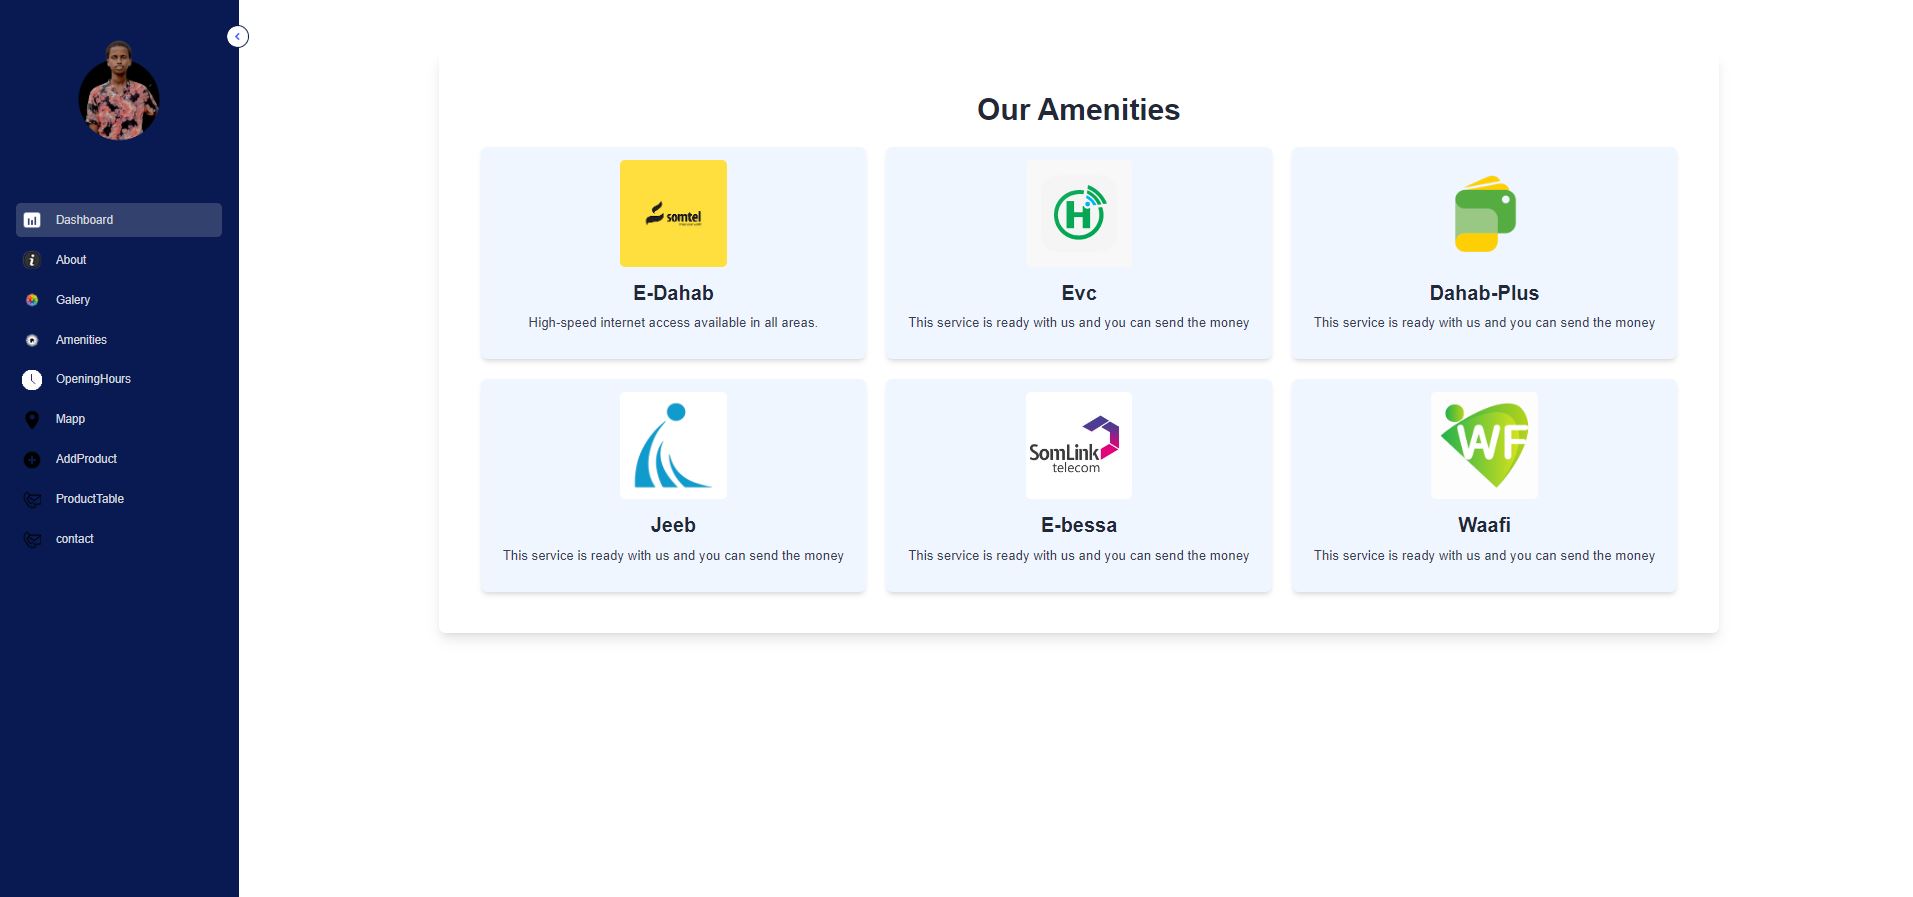 Dashboard
About
Galery
Amenities
OpeningHours
Mapp
AddProduct
ProductTable
contact
Our Amenities
somtel
E-Dahab
High-speed internet access available in all areas.
H
Evc
This service is ready with us and you can send the money
Dahab-Plus
This service is ready with us and you can send the money
Jeeb
This service is ready with us and you can send the money
SomLink
telecom
E-bessa
This service is ready with us and you can send the money
WF
Waafi
This service is ready with us and you can send the money